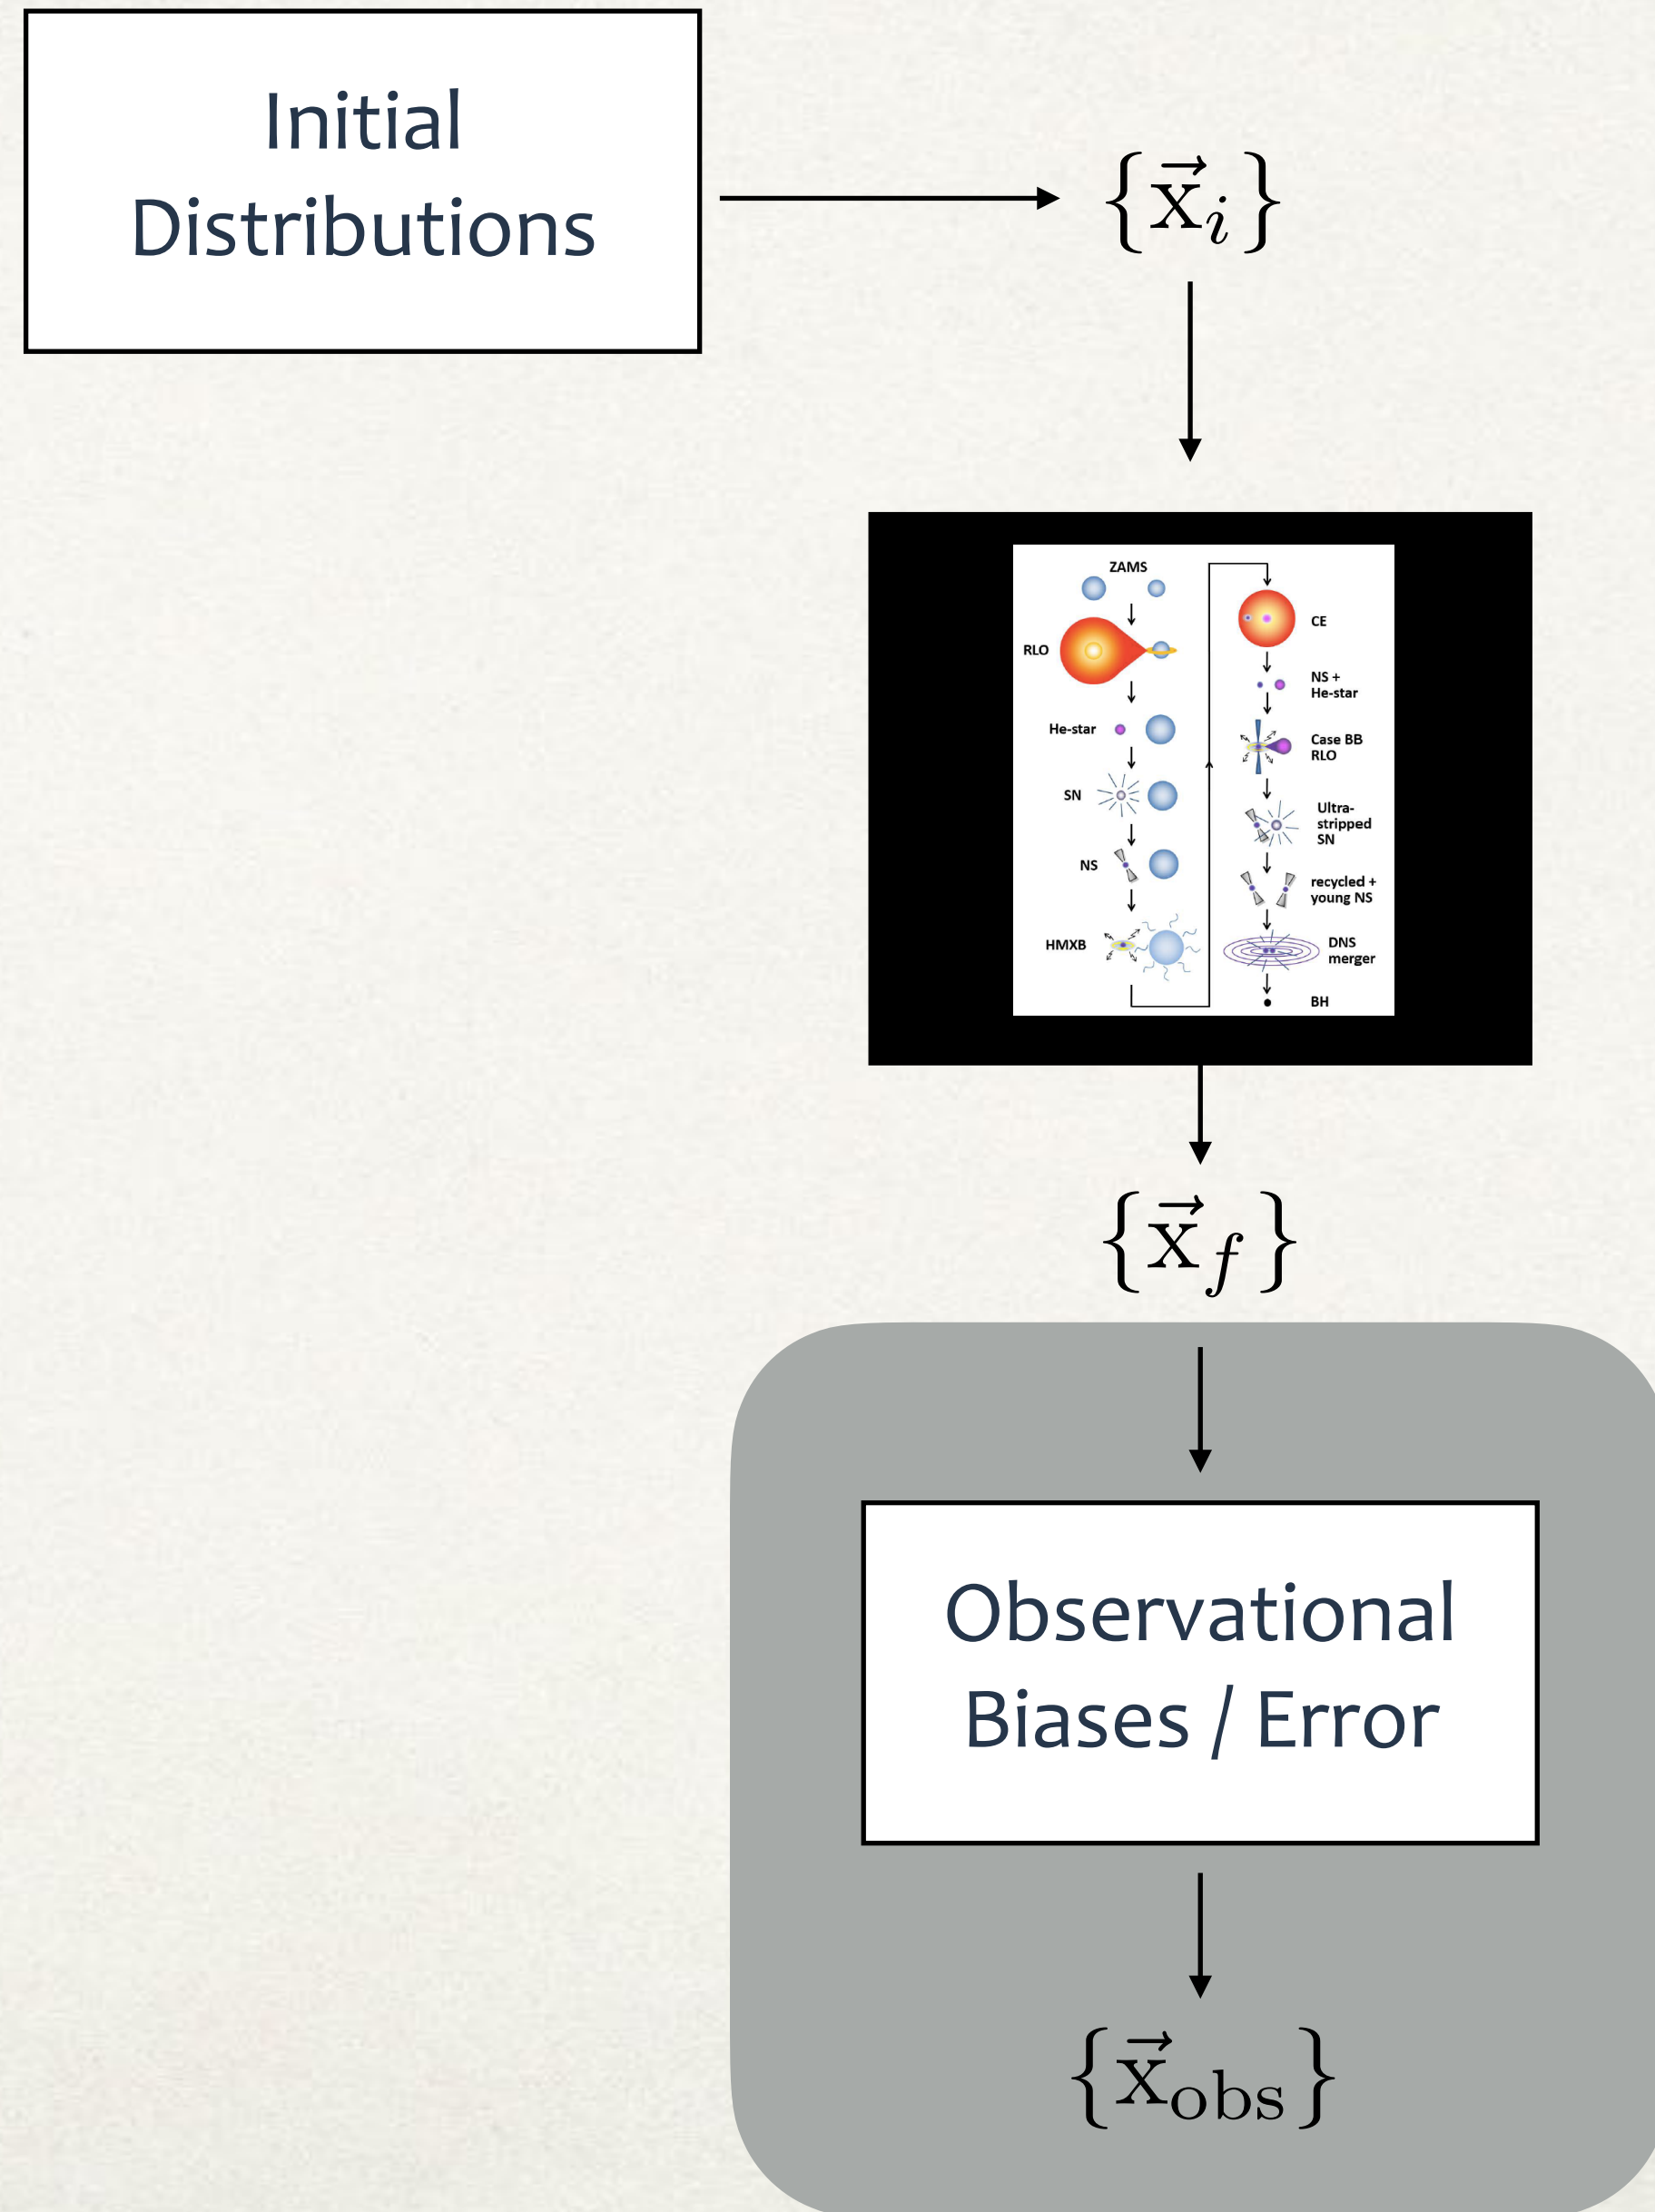 Initial
Distributions
{x⃗_i}
ZAMS
RLO
He-star
SN
NS
HMXB
CE
NS +
He-star
Case BB
RLO
Ultra-
stripped
SN
recycled +
young NS
DNS
merger
BH
{x⃗_f}
Observational
Biases / Error
{x⃗_obs}